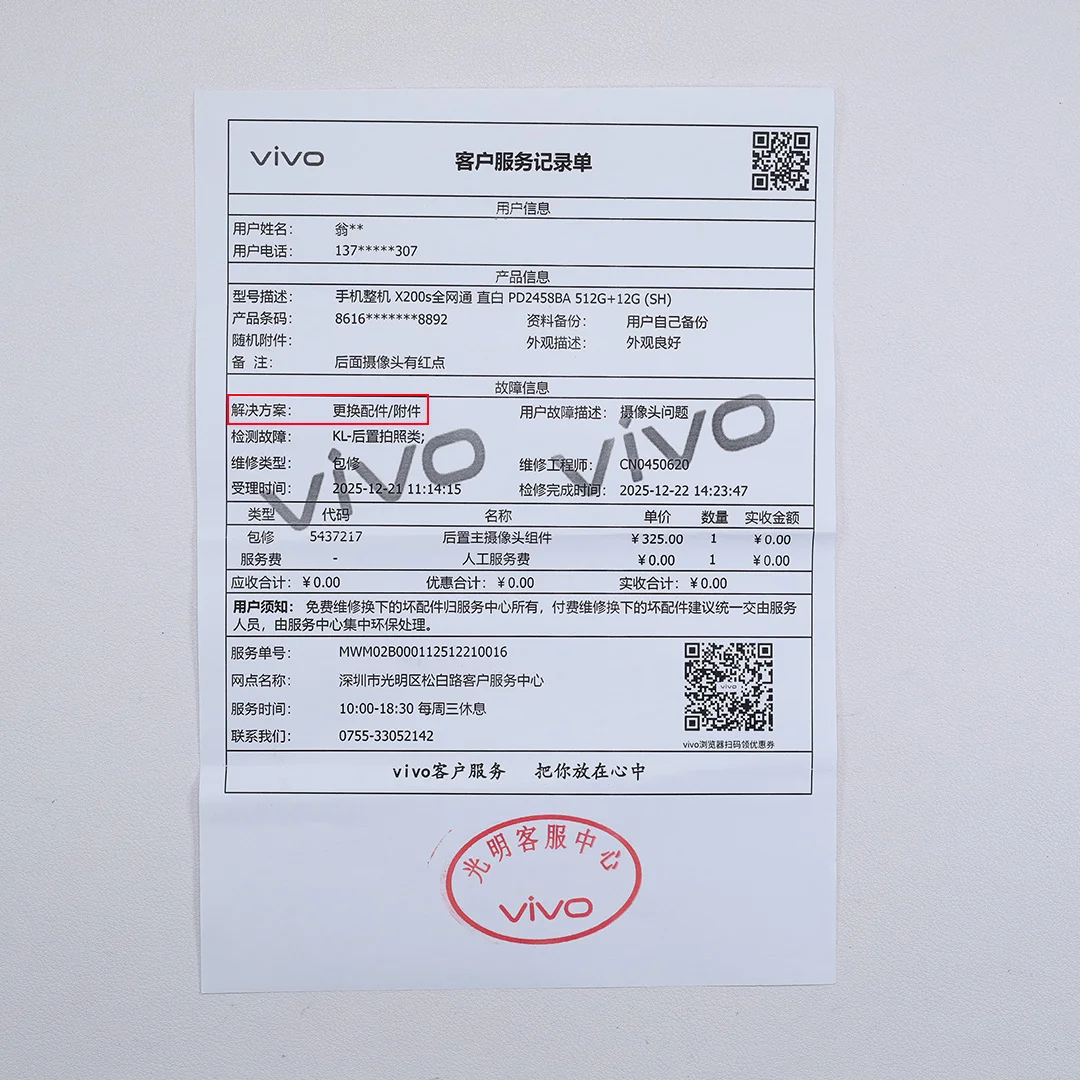 vivo
客户服务记录单
用户信息
用户姓名: 翁**
用户电话: 137*****307
产品信息
型号描述: 手机整机 X200s全网通 直白 PD2458BA 512G+12G (SH)
产品条码: 8616*******8892 资料备份: 用户自己备份
随机附件: 外观描述: 外观良好
备 注: 后面摄像头有红点
故障信息
解决方案: 更换配件/附件 用户故障描述: 摄像头问题
检测故障: KL-后置拍照类;
维修类型: 包修 维修工程师: CN0450620
受理时间: 2025-12-21 11:14:15 检修完成时间: 2025-12-22 14:23:47
vivo vivo
类型 代码 名称 单价 数量 实收金额
包修 5437217 后置主摄像头组件 ¥325.00 1 ¥0.00
服务费 - 人工服务费 ¥0.00 1 ¥0.00
应收合计: ¥0.00 优惠合计: ¥0.00 实收合计: ¥0.00
用户须知: 免费维修换下的坏配件归服务中心所有，付费维修换下的坏配件建议统一交由服务
人员，由服务中心集中环保处理。
服务单号: MWM02B000112512210016
网点名称: 深圳市光明区松白路客户服务中心
服务时间: 10:00-18:30 每周三休息
联系我们: 0755-33052142
vivo
vivo浏览器扫码领优惠券
vivo客户服务 把你放在心中
光明客服中心
vivo